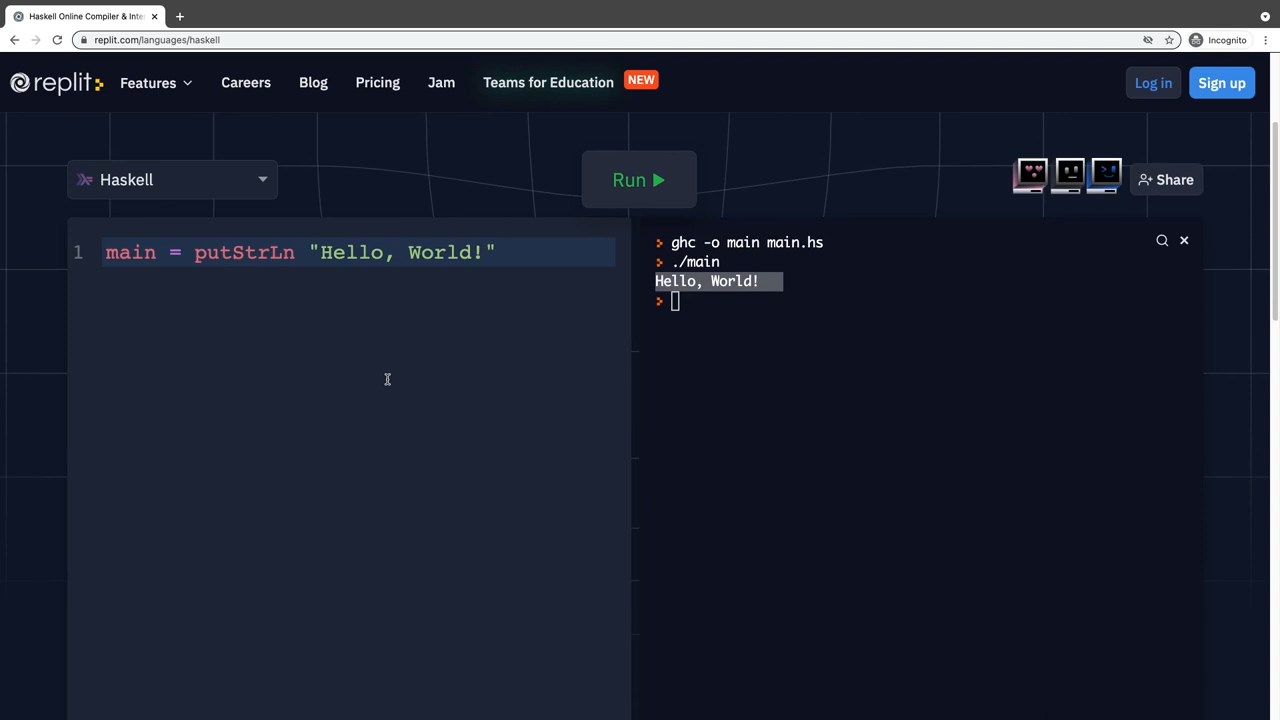 Haskell Online Compiler & Inte
replit.com/languages/haskell
Incognito
replit
Features
Careers
Blog
Pricing
Jam
Teams for Education
NEW
Log in
Sign up
Haskell
Run
Share
1 main = putStrLn "Hello, World!"
ghc -o main main.hs
./main
Hello, World!